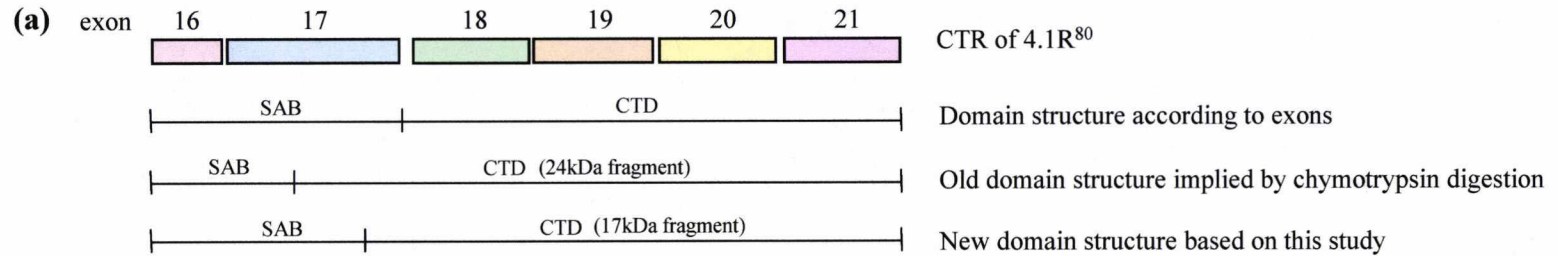 (a) exon 16 17 18 19 20 21
CTR of 4.1R⁸⁰
SAB CTD Domain structure according to exons
SAB CTD (24kDa fragment) Old domain structure implied by chymotrypsin digestion
SAB CTD (17kDa fragment) New domain structure based on this study